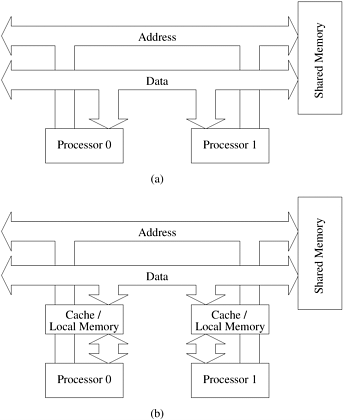 Address
Shared Memory
Data
Processor 0
Processor 1
(a)
Address
Shared Memory
Data
Cache /
Local Memory
Cache /
Local Memory
Processor 0
Processor 1
(b)